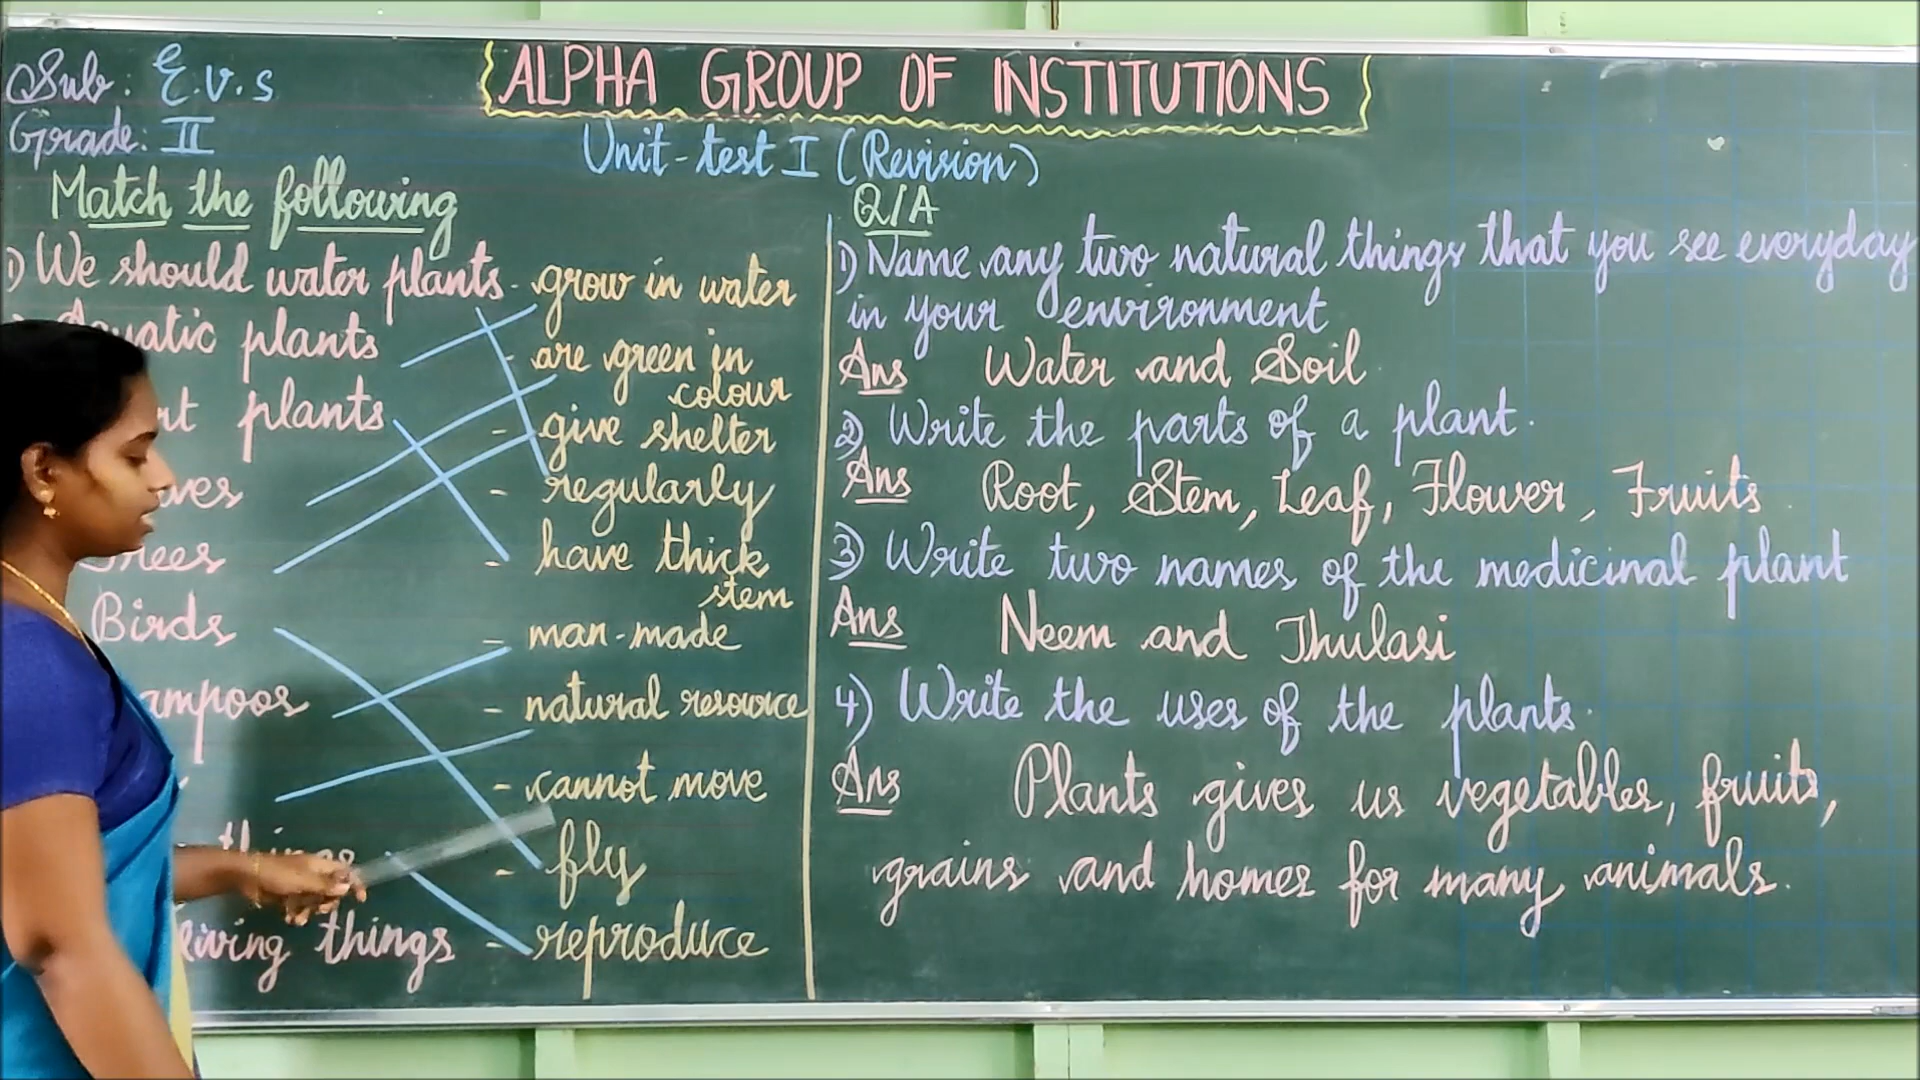 Sub: E.V.S
ALPHA GROUP OF INSTITUTIONS
Grade: II
Unit-test I (Revision)
Match the following
1) We should water plants - grow in water
plants - are green in
colour
plants - give shelter
- regularly
- have thick
stem
Birds - man-made
- natural resource
- cannot move
things - fly
living things - reproduce
Q/A
1) Name any two natural things that you see everyday
in your environment
Ans Water and Soil
2) Write the parts of a plant.
Ans Root, Stem, Leaf, Flower, Fruits
3) Write two names of the medicinal plant
Ans Neem and Thulasi
4) Write the uses of the plants.
Ans Plants gives us vegetables, fruits,
grains and homes for many animals.